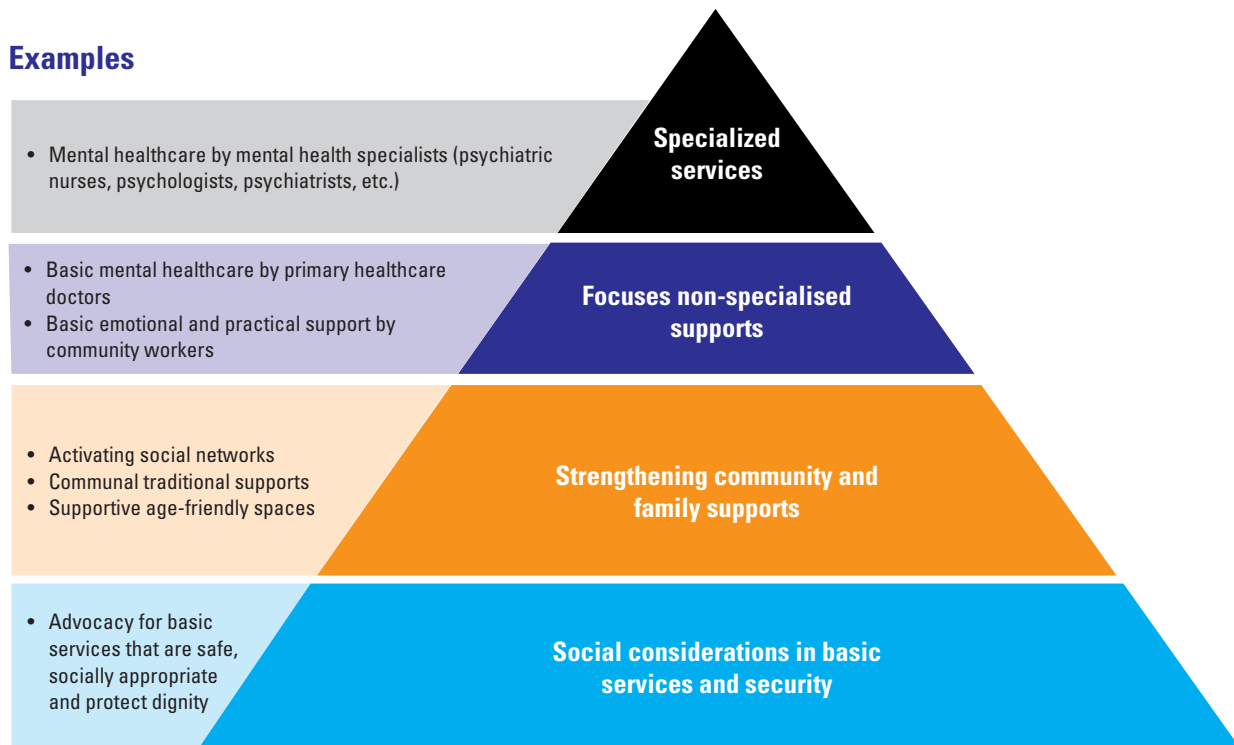 Examples
• Mental healthcare by mental health specialists (psychiatric
nurses, psychologists, psychiatrists, etc.)
Specialized
services
• Basic mental healthcare by primary healthcare
doctors
• Basic emotional and practical support by
community workers
Focuses non-specialised
supports
• Activating social networks
• Communal traditional supports
• Supportive age-friendly spaces
Strengthening community and
family supports
• Advocacy for basic
services that are safe,
socially appropriate
and protect dignity
Social considerations in basic
services and security